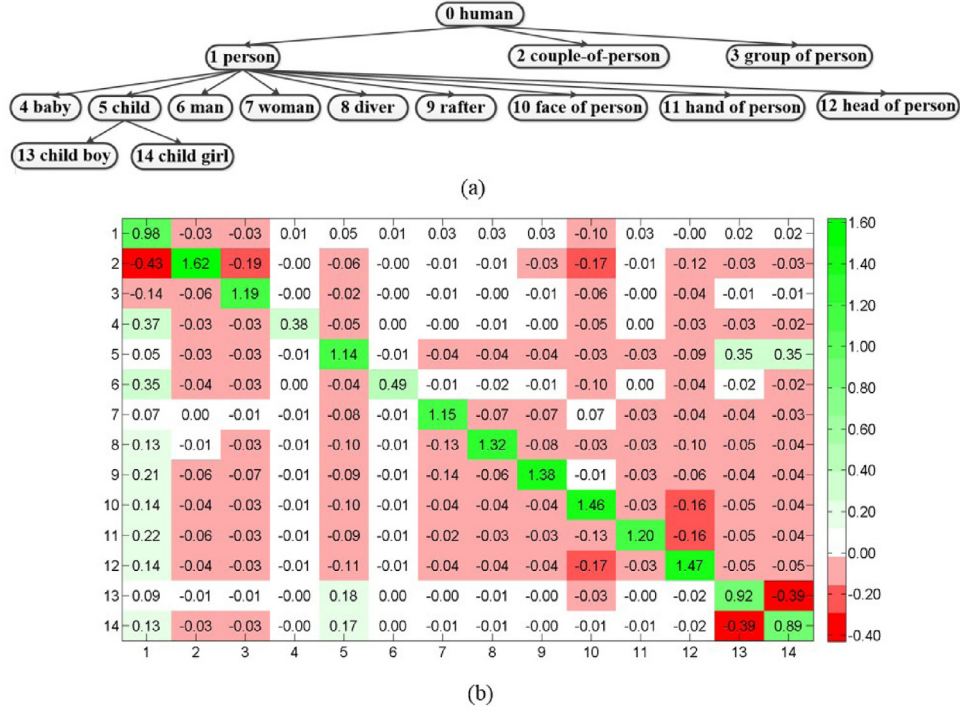 0 human
1 person
2 couple-of-person
3 group of person
4 baby
5 child
6 man
7 woman
8 diver
9 rafter
10 face of person
11 hand of person
12 head of person
13 child boy
14 child girl
(a)
1 0.98 -0.03 -0.03 0.01 0.05 0.01 0.03 0.03 0.03 -0.10 0.03 -0.00 0.02 0.02
2 -0.43 1.62 -0.19 -0.00 -0.06 -0.00 -0.01 -0.01 -0.03 -0.17 -0.01 -0.12 -0.03 -0.03
3 -0.14 -0.06 1.19 -0.00 -0.02 -0.00 -0.00 -0.00 -0.01 -0.06 -0.00 -0.04 -0.01 -0.01
4 0.37 -0.03 -0.03 0.38 -0.05 0.00 -0.00 -0.01 -0.00 -0.05 0.00 -0.03 -0.03 -0.02
5 0.05 -0.03 -0.03 -0.01 1.14 -0.01 -0.04 -0.04 -0.04 -0.03 -0.03 -0.09 0.35 0.35
6 0.35 -0.04 -0.03 0.00 -0.04 0.49 -0.01 -0.02 -0.01 -0.10 0.00 -0.04 -0.02 -0.02
7 0.07 0.00 -0.01 -0.01 -0.08 -0.01 1.15 -0.07 -0.07 0.07 -0.03 -0.04 -0.04 -0.03
8 0.13 -0.01 -0.03 -0.01 -0.10 -0.01 -0.13 1.32 -0.08 -0.03 -0.03 -0.10 -0.05 -0.04
9 0.21 -0.06 -0.07 -0.01 -0.09 -0.01 -0.14 -0.06 1.38 -0.01 -0.03 -0.06 -0.04 -0.04
10 0.14 -0.04 -0.03 -0.01 -0.10 -0.01 -0.04 -0.04 -0.04 1.46 -0.03 -0.16 -0.05 -0.04
11 0.22 -0.06 -0.03 -0.01 -0.09 -0.01 -0.02 -0.03 -0.03 -0.13 1.20 -0.16 -0.05 -0.04
12 0.14 -0.04 -0.03 -0.01 -0.11 -0.01 -0.04 -0.04 -0.04 -0.17 -0.03 1.47 -0.05 -0.05
13 0.09 -0.01 -0.01 -0.00 0.18 0.00 -0.00 -0.01 -0.00 -0.03 -0.00 -0.02 0.92 -0.39
14 0.13 -0.03 -0.03 -0.00 0.17 0.00 -0.01 -0.01 -0.00 -0.01 -0.01 -0.02 -0.39 0.89
1 2 3 4 5 6 7 8 9 10 11 12 13 14
1.60
1.40
1.20
1.00
0.80
0.60
0.40
0.20
0.00
-0.20
-0.40
(b)